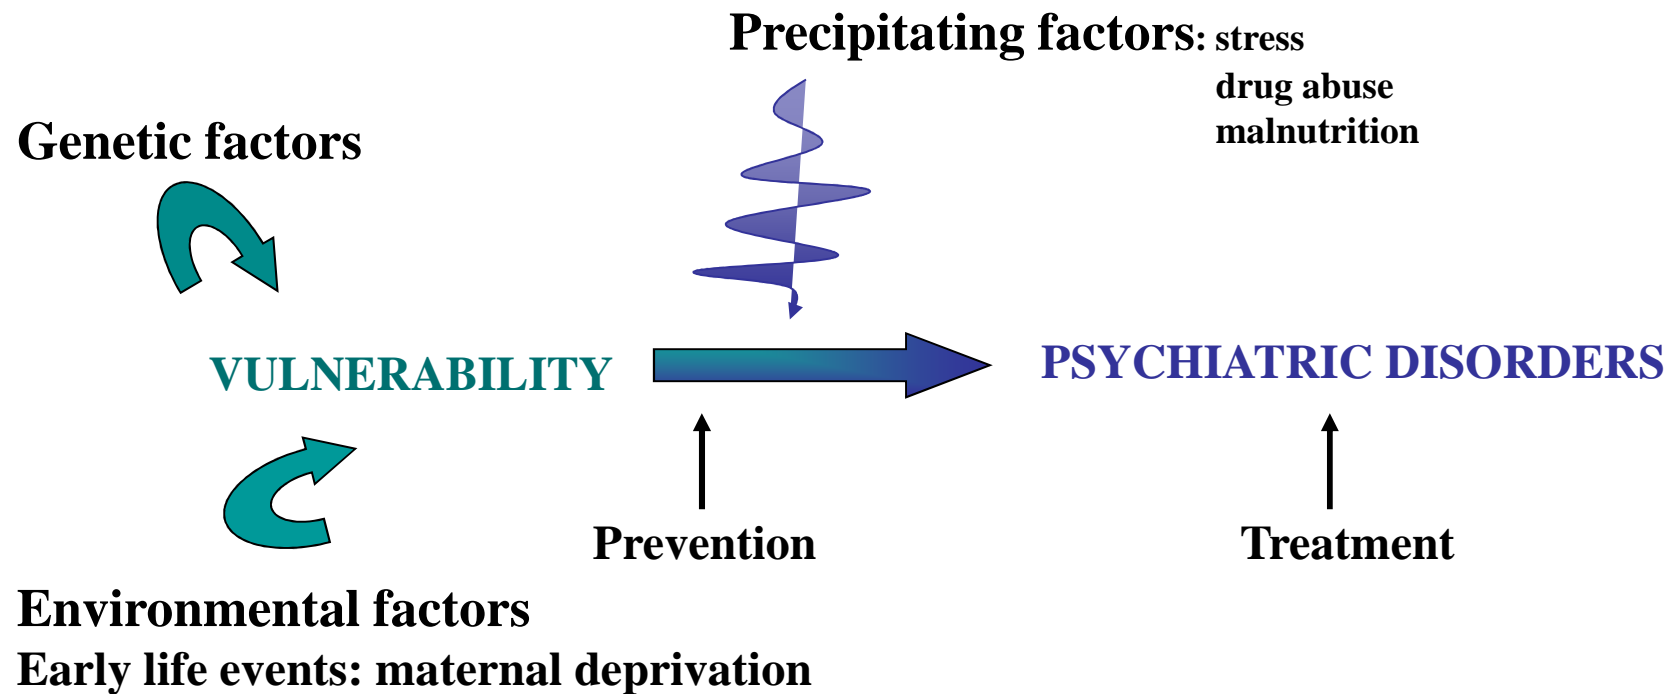 Precipitating factors: stress
drug abuse
malnutrition
Genetic factors
VULNERABILITY
PSYCHIATRIC DISORDERS
Prevention
Treatment
Environmental factors
Early life events: maternal deprivation